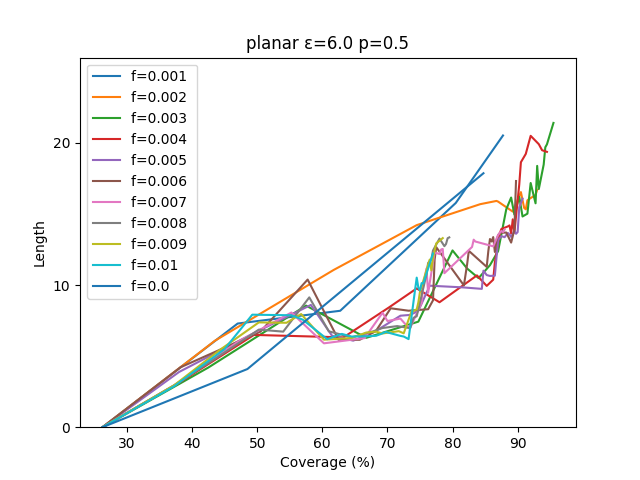 planar ε=6.0 p=0.5
f=0.001
f=0.002
f=0.003
f=0.004
f=0.005
f=0.006
f=0.007
f=0.008
f=0.009
f=0.01
f=0.0
Length
20
10
0
30 40 50 60 70 80 90
Coverage (%)